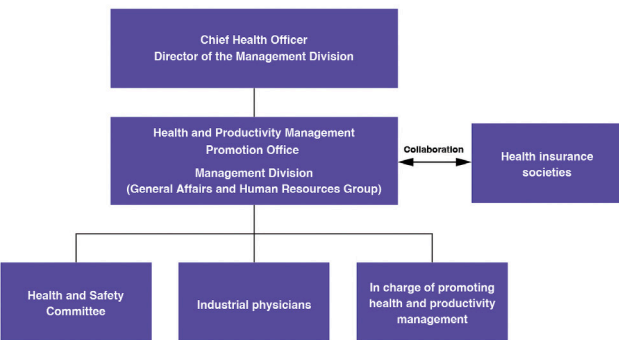 Chief Health Officer
Director of the Management Division
Health and Productivity Management
Promotion Office
Management Division
(General Affairs and Human Resources Group)
Collaboration
Health insurance
societies
Health and Safety
Committee
Industrial physicians
In charge of promoting
health and productivity
management